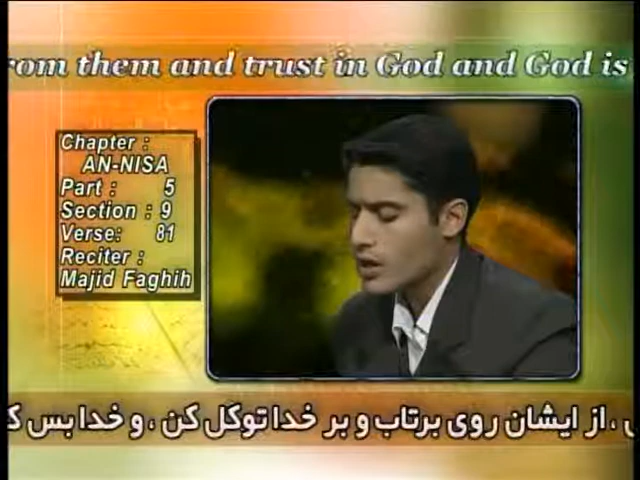 from them and trust in God and God is
Chapter :
AN-NISA
Part : 5
Section : 9
Verse: 81
Reciter :
Majid Faghih
، از ایشان روی برتاب و بر خدا توکل کن ، و خدا بس